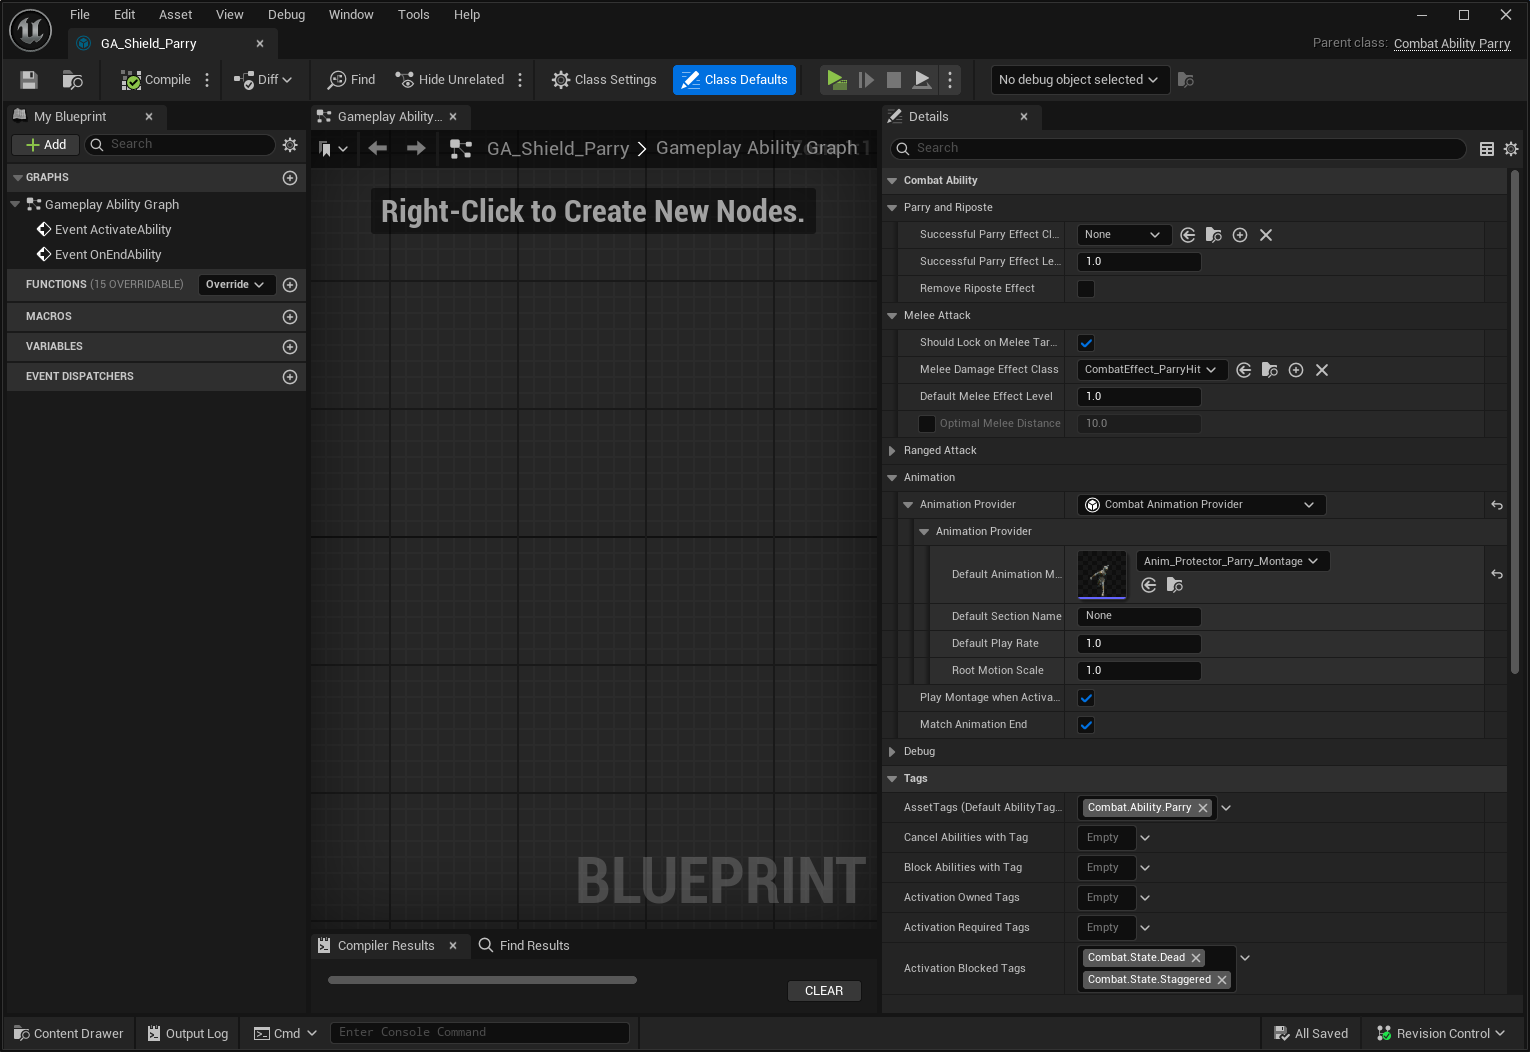 File Edit Asset View Debug Window Tools Help
GA_Shield_Parry
Parent class: Combat Ability Parry
Compile Diff Find Hide Unrelated Class Settings Class Defaults No debug object selected
My Blueprint
Add Search
GRAPHS
Gameplay Ability Graph
Event ActivateAbility
Event OnEndAbility
FUNCTIONS (15 OVERRIDABLE) Override
MACROS
VARIABLES
EVENT DISPATCHERS
Gameplay Ability...
GA_Shield_Parry > Gameplay Ability Graph
Right-Click to Create New Nodes.
BLUEPRINT
Compiler Results Find Results
CLEAR
Details
Search
Combat Ability
Parry and Riposte
Successful Parry Effect Cl... None
Successful Parry Effect Le... 1.0
Remove Riposte Effect
Melee Attack
Should Lock on Melee Tar...
Melee Damage Effect Class CombatEffect_ParryHit
Default Melee Effect Level 1.0
Optimal Melee Distance 10.0
Ranged Attack
Animation
Animation Provider Combat Animation Provider
Animation Provider
Default Animation M... Anim_Protector_Parry_Montage
Default Section Name None
Default Play Rate 1.0
Root Motion Scale 1.0
Play Montage when Activa...
Match Animation End
Debug
Tags
AssetTags (Default AbilityTag... Combat.Ability.Parry
Cancel Abilities with Tag Empty
Block Abilities with Tag Empty
Activation Owned Tags Empty
Activation Required Tags Empty
Activation Blocked Tags Combat.State.Dead
Combat.State.Staggered
Content Drawer Output Log Cmd Enter Console Command All Saved Revision Control